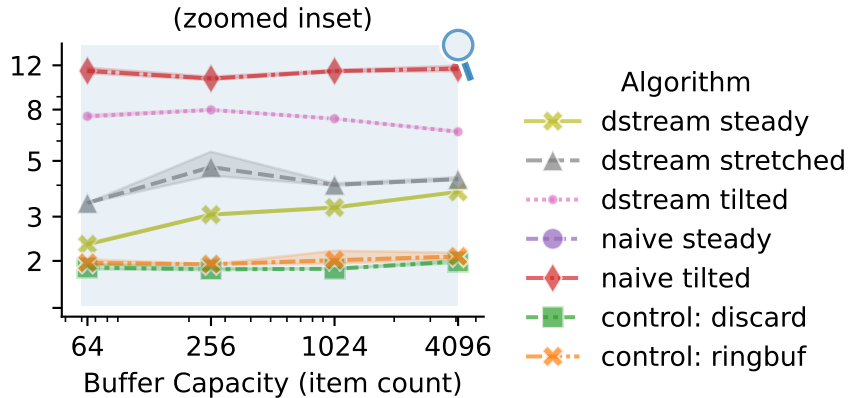 (zoomed inset)
12
8
5
3
2
64 256 1024 4096
Buffer Capacity (item count)
Algorithm
dstream steady
dstream stretched
dstream tilted
naive steady
naive tilted
control: discard
control: ringbuf